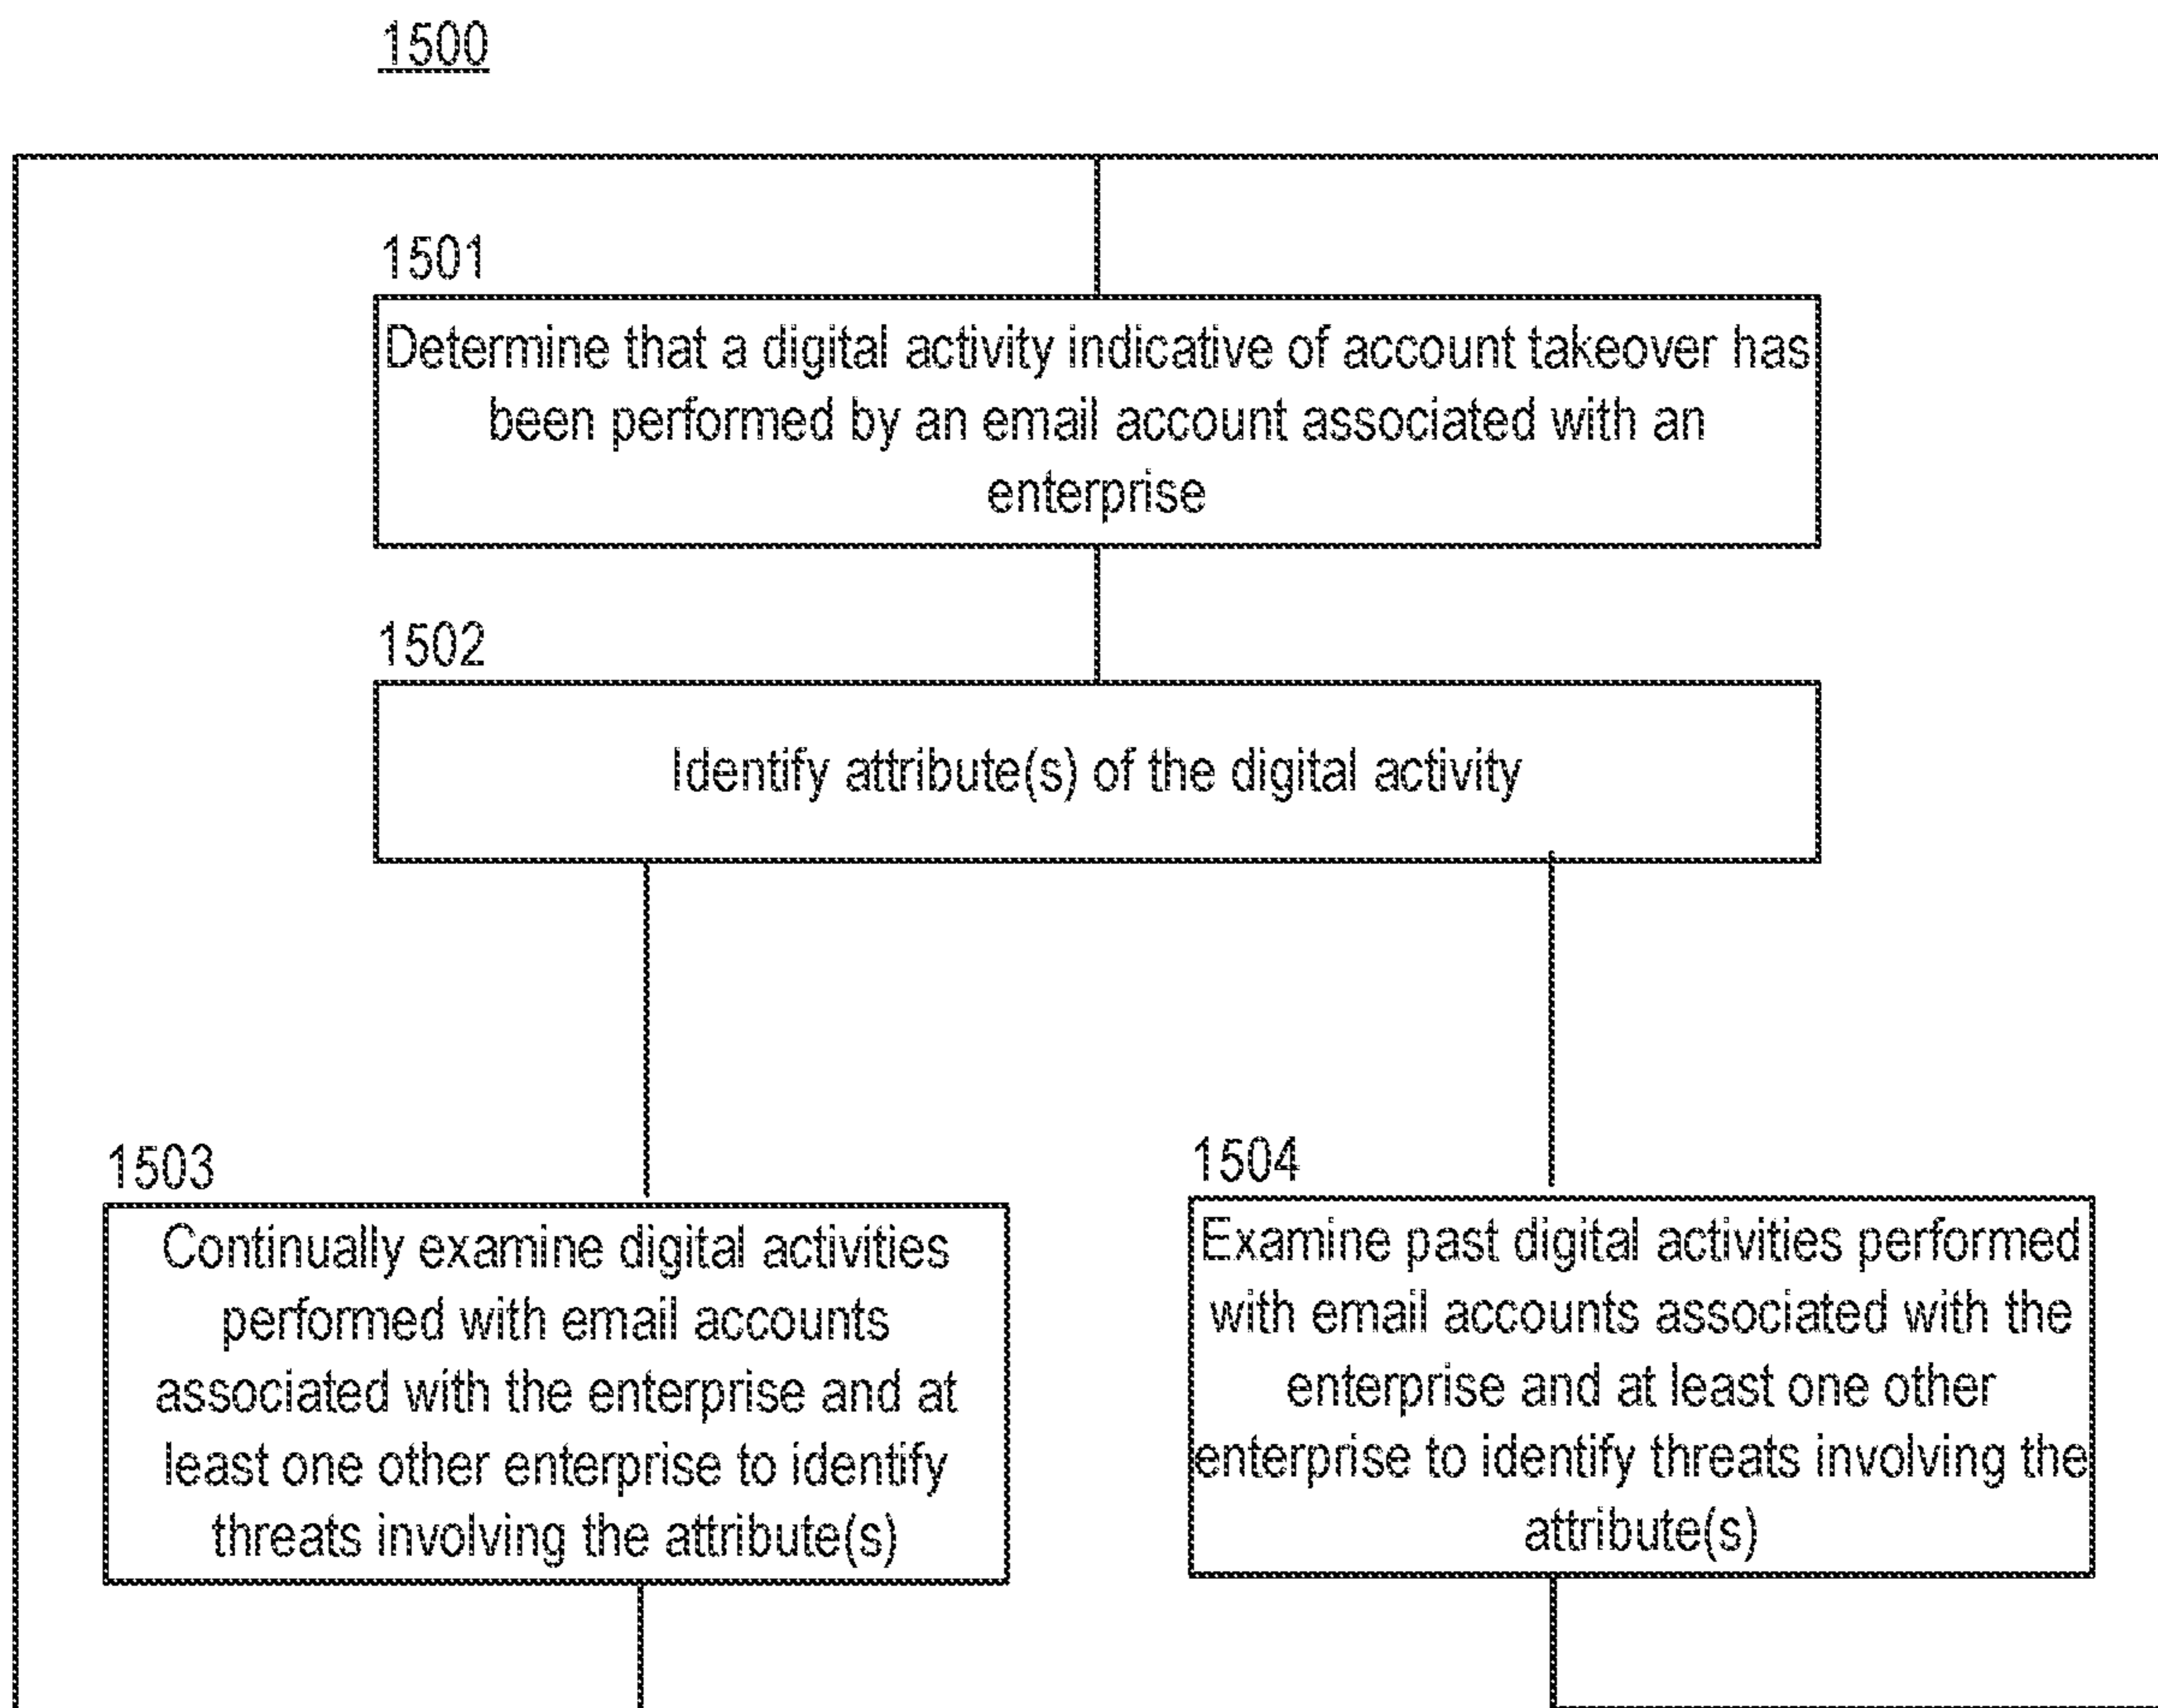 1500
1501
Determine that a digital activity indicative of account takeover has
been performed by an email account associated with an
enterprise
1502
Identify attribute(s) of the digital activity
1503
Continually examine digital activities
performed with email accounts
associated with the enterprise and at
least one other enterprise to identify
threats involving the attribute(s)
1504
Examine past digital activities performed
with email accounts associated with the
enterprise and at least one other
enterprise to identify threats involving the
attribute(s)